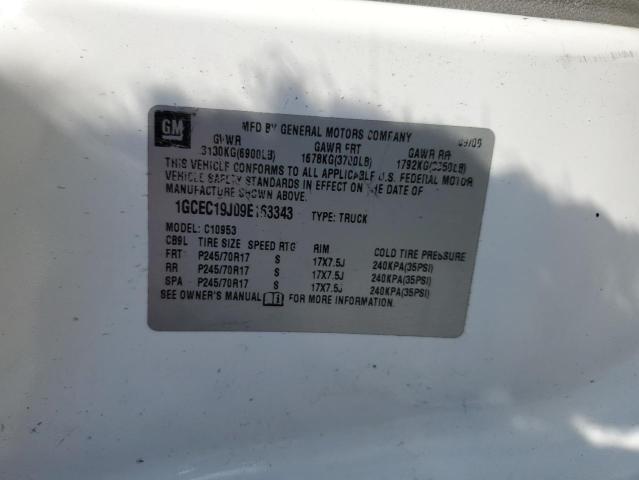 GM
MFD BY GENERAL MOTORS COMPANY 09/09
GVWR GAWR FRT GAWR RR
3130KG(6900LB) 1678KG(3700LB) 1792KG(3950LB)
THIS VEHICLE CONFORMS TO ALL APPLICABLE U.S. FEDERAL MOTOR
VEHICLE SAFETY STANDARDS IN EFFECT ON THE DATE OF
MANUFACTURE SHOWN ABOVE.
TYPE: TRUCK
MODEL: C10953
CB9L TIRE SIZE SPEED RTG RIM COLD TIRE PRESSURE
FRT P245/70R17 S 17X7.5J 240KPA(35PSI)
RR P245/70R17 S 17X7.5J 240KPA(35PSI)
SPA P245/70R17 S 17X7.5J 240KPA(35PSI)
SEE OWNER'S MANUAL FOR MORE INFORMATION.